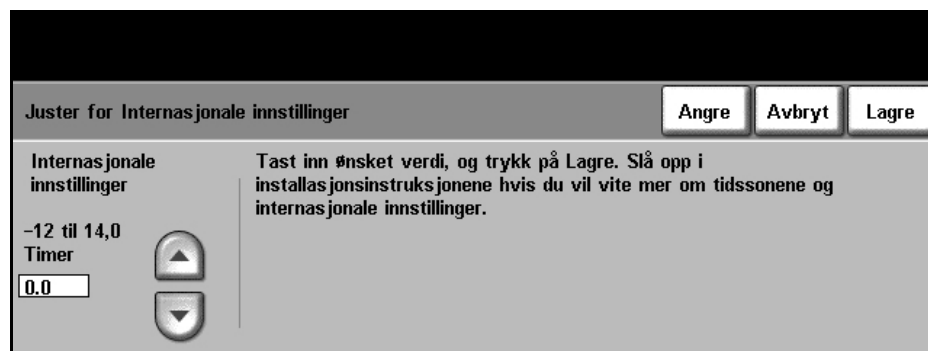 Juster for Internasjonale innstillinger
Angre
Avbryt
Lagre
Internasjonale
innstillinger
-12 til 14,0
Timer
0.0
Tast inn ønsket verdi, og trykk på Lagre. Slå opp i
installasjonsinstruksjonene hvis du vil vite mer om tidssonene og
internasjonale innstillinger.